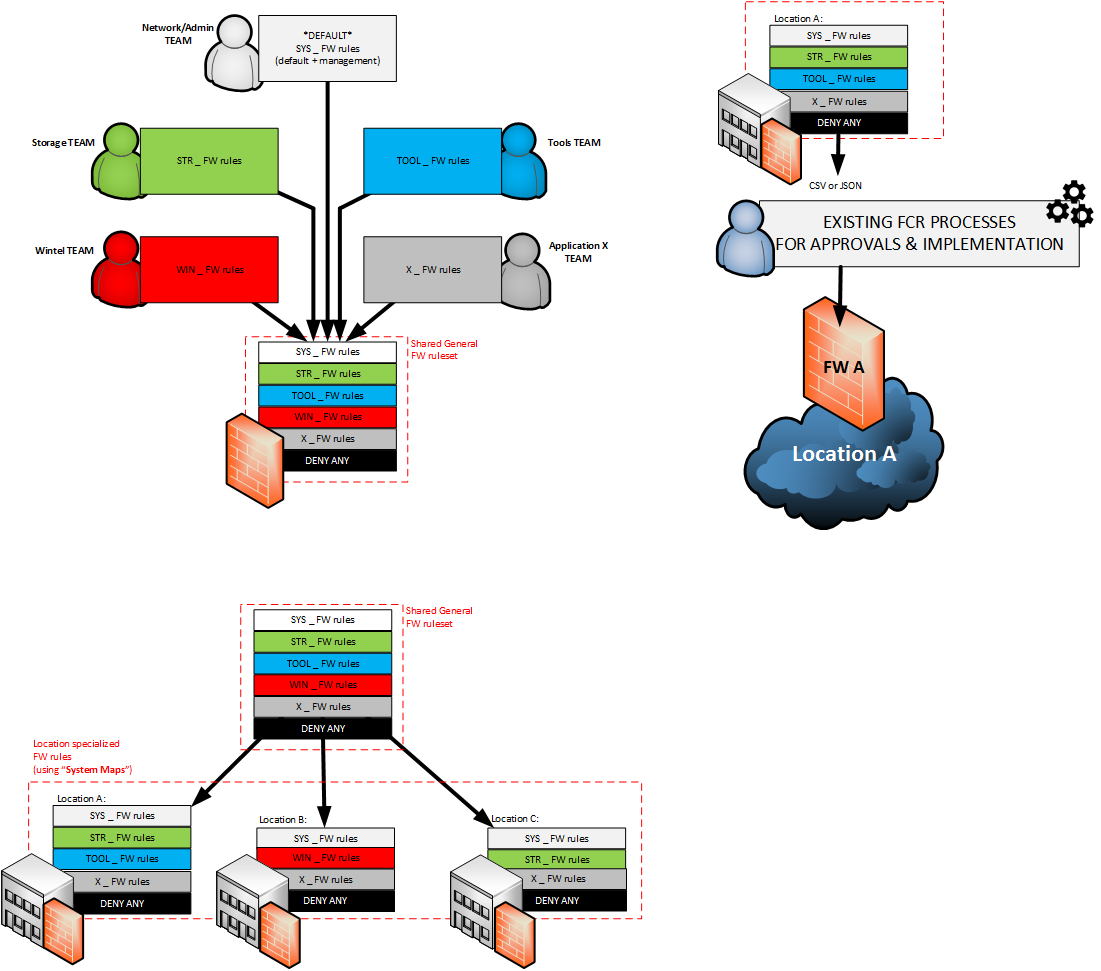 Network/Admin
TEAM
*DEFAULT*
SYS _ FW rules
(default + management)
Storage TEAM
STR _ FW rules
TOOL _ FW rules
Tools TEAM
Wintel TEAM
WIN _ FW rules
X _ FW rules
Application X
TEAM
Shared General
FW ruleset
SYS _ FW rules
STR _ FW rules
TOOL _ FW rules
WIN _ FW rules
X _ FW rules
DENY ANY
Location A:
SYS _ FW rules
STR _ FW rules
TOOL _ FW rules
X _ FW rules
DENY ANY
CSV or JSON
EXISTING FCR PROCESSES
FOR APPROVALS & IMPLEMENTATION
FW A
Location A
Shared General
FW ruleset
SYS _ FW rules
STR _ FW rules
TOOL _ FW rules
WIN _ FW rules
X _ FW rules
DENY ANY
Location specialized
FW rules
(using “System Maps”)
Location A:
SYS _ FW rules
STR _ FW rules
TOOL _ FW rules
X _ FW rules
DENY ANY
Location B:
SYS _ FW rules
WIN _ FW rules
X _ FW rules
DENY ANY
Location C:
SYS _ FW rules
STR _ FW rules
X _ FW rules
DENY ANY